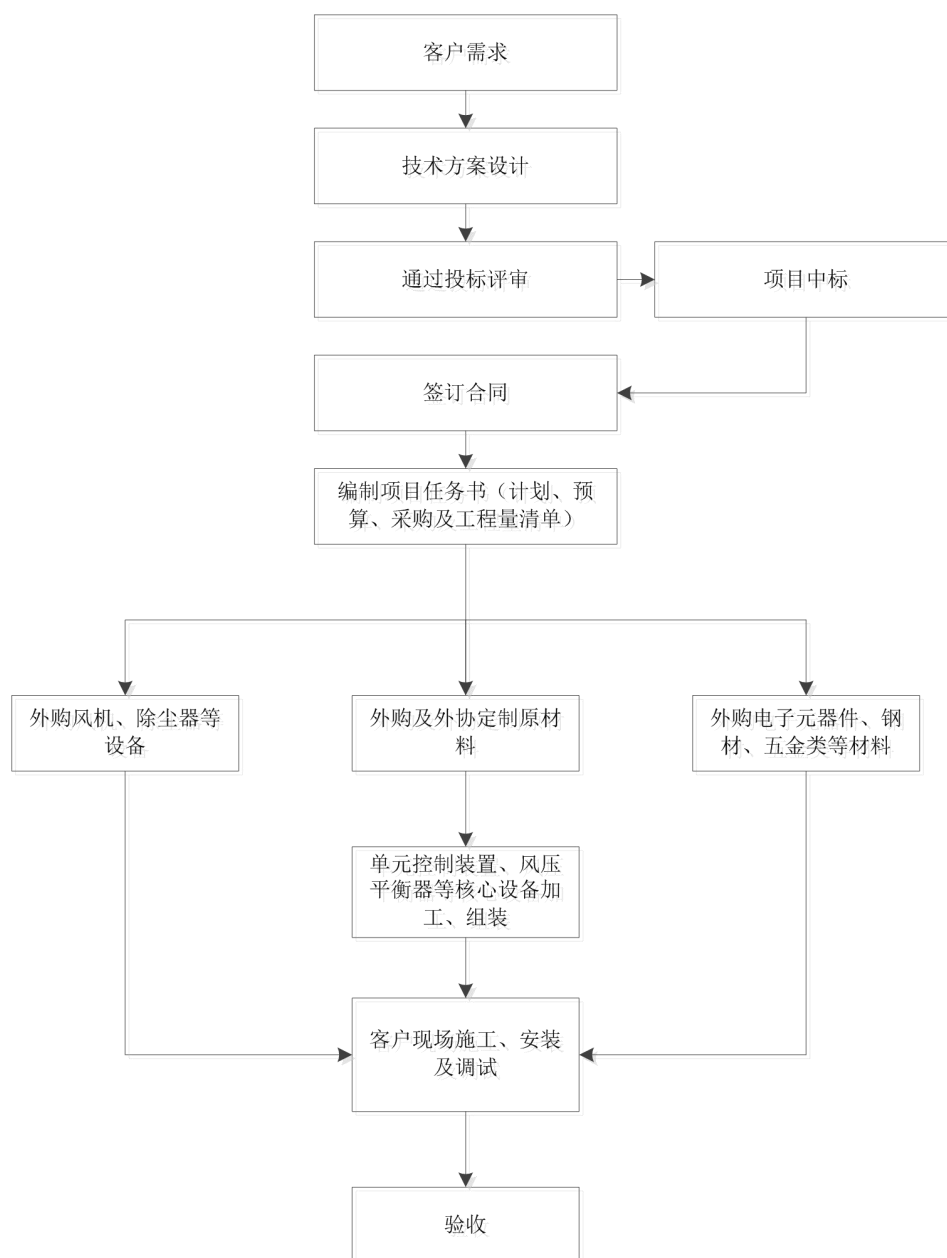 客户需求
技术方案设计
通过投标评审
项目中标
签订合同
编制项目任务书（计划、预
算、采购及工程量清单）
外购风机、除尘器等
设备
外购及外协定制原材
料
外购电子元器件、钢
材、五金类等材料
单元控制装置、风压
平衡器等核心设备加
工、组装
客户现场施工、安装
及调试
验收